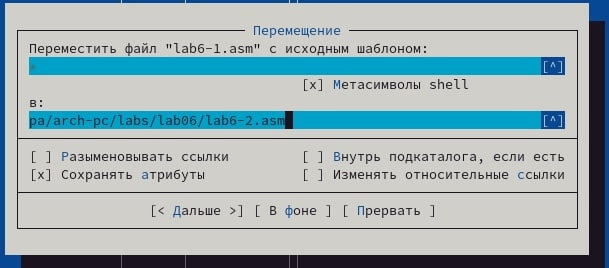 Перемещение
Переместить файл "lab6-1.asm" с исходным шаблоном:
* [^]
[x] Метасимволы shell
в:
pa/arch-pc/labs/lab06/lab6-2.asm [^]
[ ] Разыменовывать ссылки [ ] Внутрь подкаталога, если есть
[x] Сохранять атрибуты [ ] Изменять относительные ссылки
[< Дальше >] [ В фоне ] [ Прервать ]